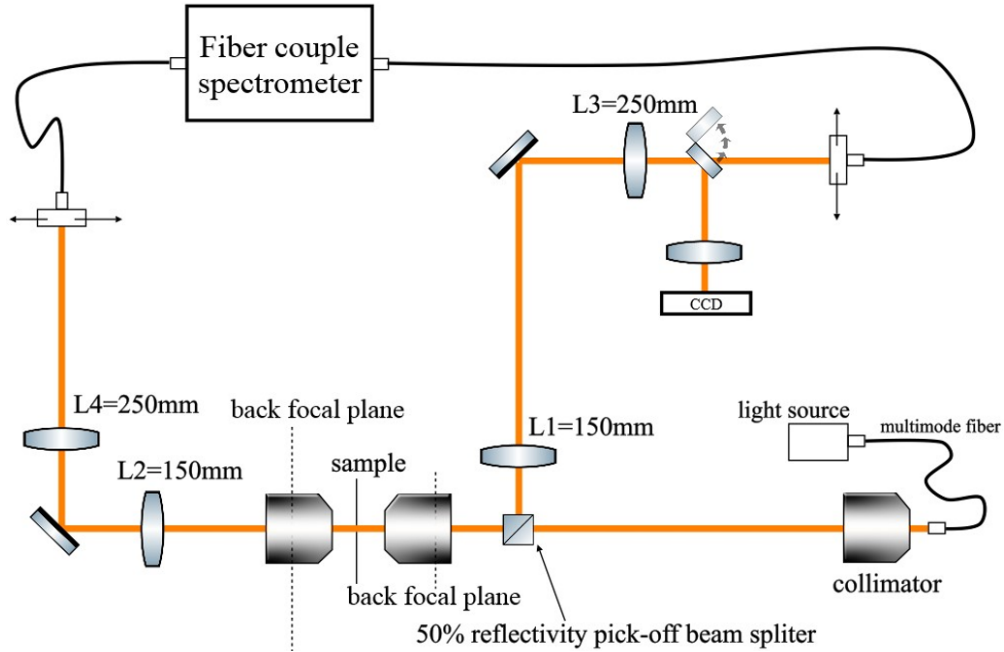 Fiber couple
spectrometer
L3=250mm
CCD
L4=250mm
back focal plane
L1=150mm
light source
multimode fiber
L2=150mm
sample
back focal plane
collimator
50% reflectivity pick-off beam spliter